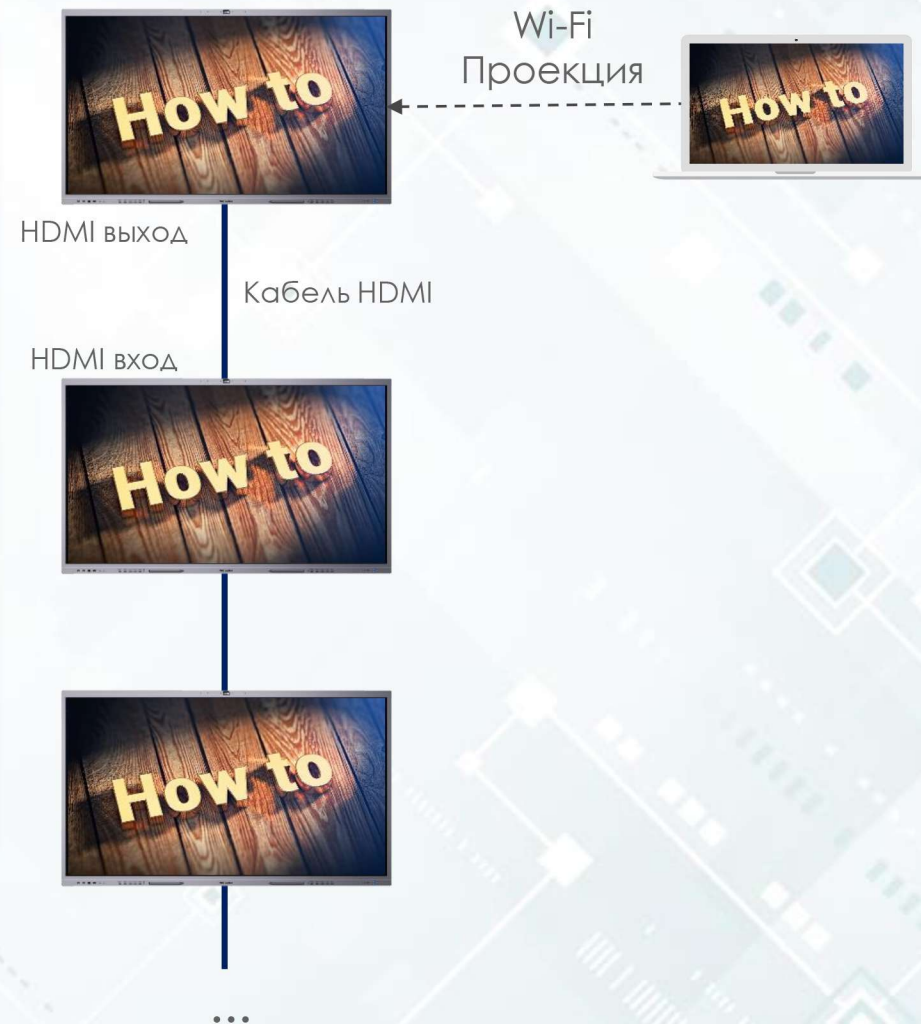 Wi-Fi
Проекция
How to
How to
HDMI выход
Кабель HDMI
HDMI вход
How to
How to
...